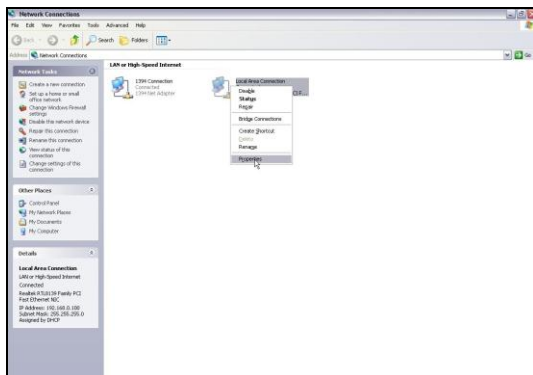 Network Connections
File Edit View Favorites Tools Advanced Help
Back Search Folders
Address Network Connections Go
Network Tasks
Create a new connection
Set up a home or small
office network
Change Windows Firewall
settings
Disable this network device
Repair this connection
Rename this connection
View status of this
connection
Change settings of this
connection
Other Places
Control Panel
My Network Places
My Documents
My Computer
Details
Local Area Connection
LAN or High-Speed Internet
Connected
Realtek RTL8139 Family PCI
Fast Ethernet NIC
IP Address: 192.168.0.100
Subnet Mask: 255.255.255.0
Assigned by DHCP
LAN or High-Speed Internet
1394 Connection
Connected
1394 Net Adapter
Local Area Connection
Disable
Status
Repair
Bridge Connections
Create Shortcut
Delete
Rename
Properties